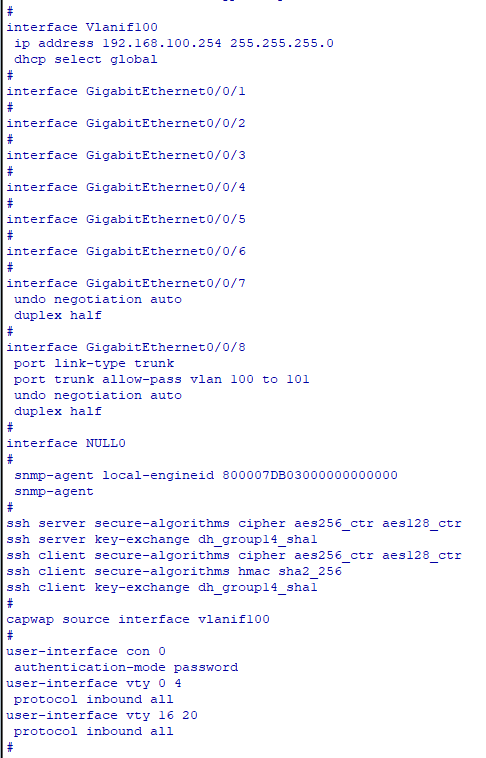 #
interface Vlanif100
 ip address 192.168.100.254 255.255.255.0
 dhcp select global
#
interface GigabitEthernet0/0/1
#
interface GigabitEthernet0/0/2
#
interface GigabitEthernet0/0/3
#
interface GigabitEthernet0/0/4
#
interface GigabitEthernet0/0/5
#
interface GigabitEthernet0/0/6
#
interface GigabitEthernet0/0/7
 undo negotiation auto
 duplex half
#
interface GigabitEthernet0/0/8
 port link-type trunk
 port trunk allow-pass vlan 100 to 101
 undo negotiation auto
 duplex half
#
interface NULL0
#
 snmp-agent local-engineid 800007DB03000000000000
 snmp-agent
#
ssh server secure-algorithms cipher aes256_ctr aes128_ctr
ssh server key-exchange dh_group14_sha1
ssh client secure-algorithms cipher aes256_ctr aes128_ctr
ssh client secure-algorithms hmac sha2_256
ssh client key-exchange dh_group14_sha1
#
capwap source interface vlanif100
#
user-interface con 0
 authentication-mode password
user-interface vty 0 4
 protocol inbound all
user-interface vty 16 20
 protocol inbound all
#